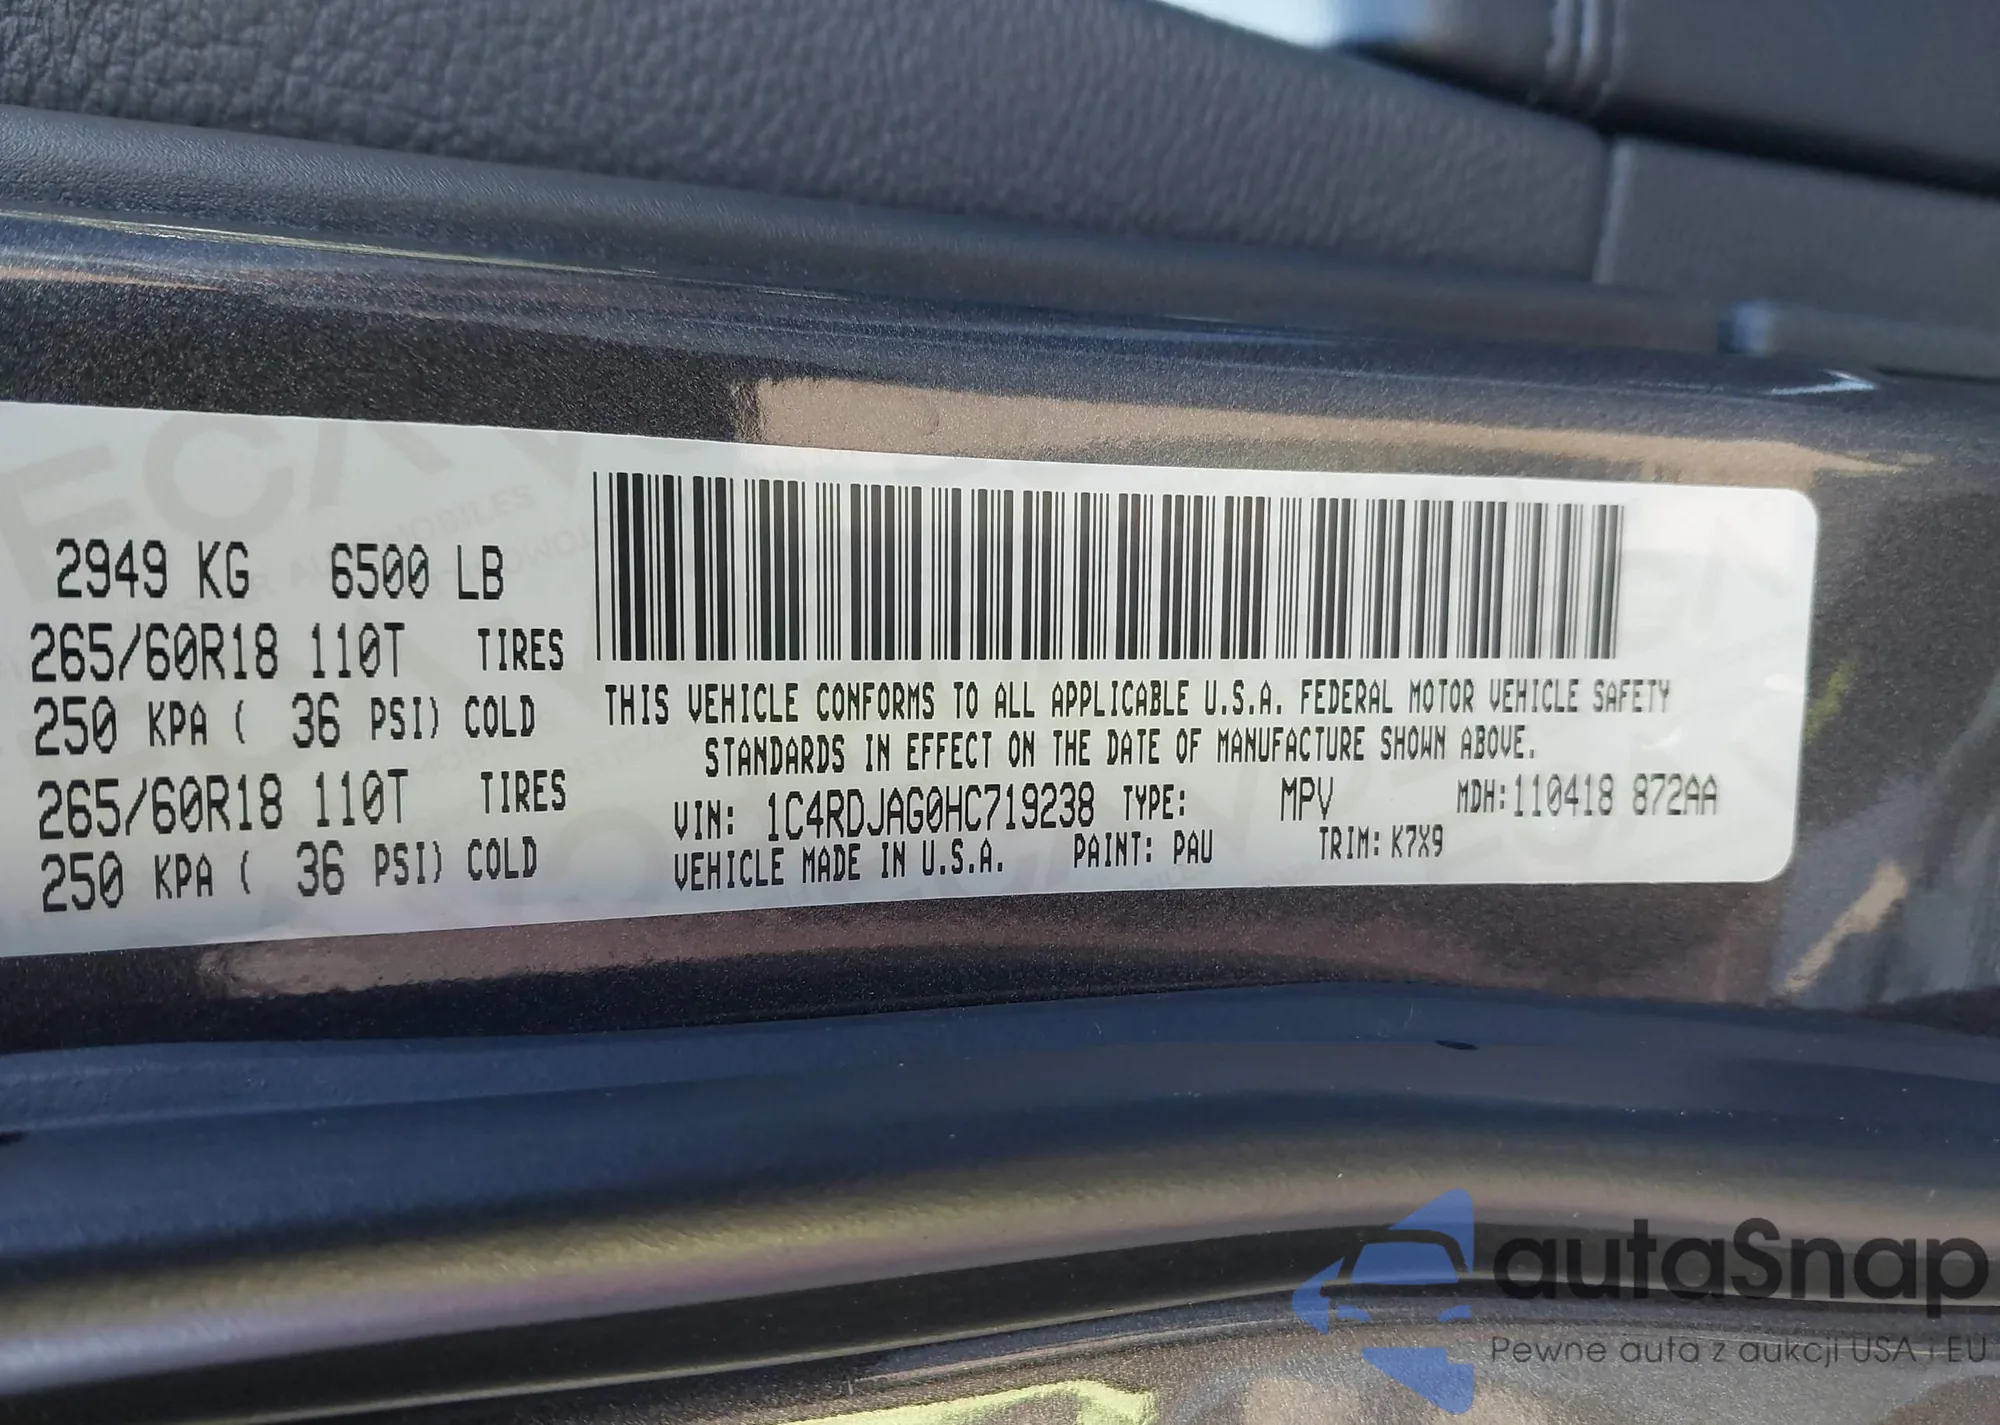 2949 KG 6500 LB
265/60R18 110T TIRES
250 KPA ( 36 PSI) COLD
265/60R18 110T TIRES
250 KPA ( 36 PSI) COLD
THIS VEHICLE CONFORMS TO ALL APPLICABLE U.S.A. FEDERAL MOTOR VEHICLE SAFETY
STANDARDS IN EFFECT ON THE DATE OF MANUFACTURE SHOWN ABOVE.
VIN: 1C4RDJAG0HC719238 TYPE: MPV MDH:110418 872AA
VEHICLE MADE IN U.S.A. PAINT: PAU TRIM: K7X9
autaSnap
Pewne auta z aukcji USA i EU